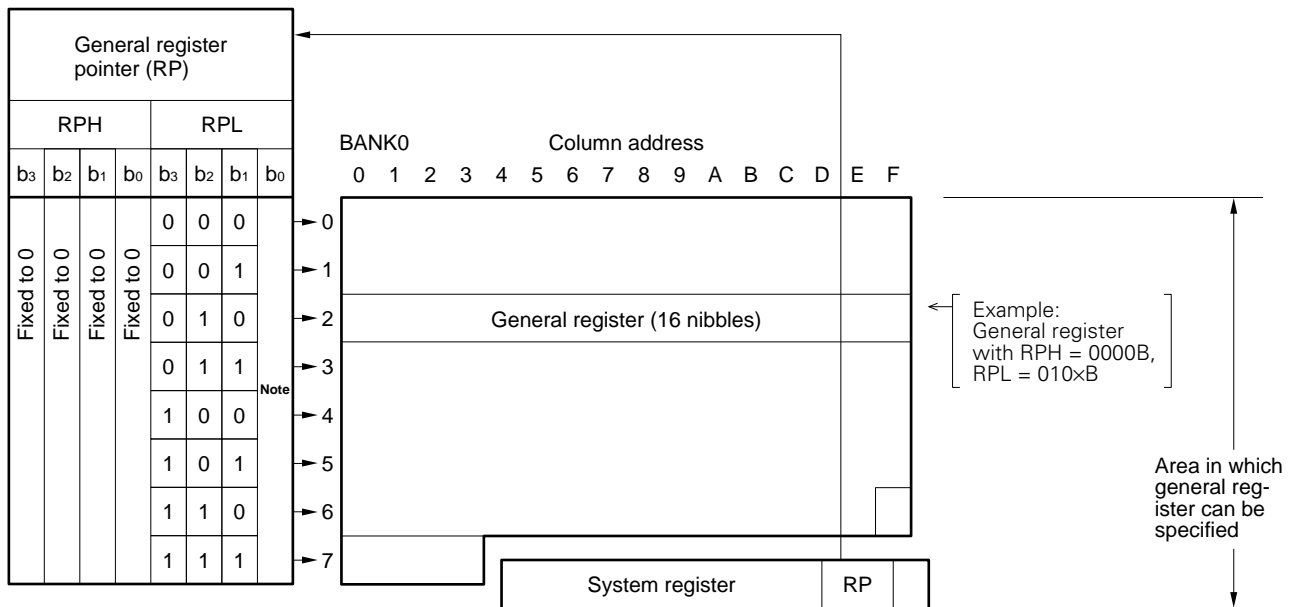 General register
pointer (RP)
RPH RPL
b3 b2 b1 b0 b3 b2 b1 b0
BANK0 Column address
0 1 2 3 4 5 6 7 8 9 A B C D E F
Fixed to 0 Fixed to 0 Fixed to 0 Fixed to 0
0 0 0 0
0 0 1 1
0 1 0 2 General register (16 nibbles)
0 1 1 3
Note
1 0 0 4
1 0 1 5
1 1 0 6
1 1 1 7
Example:
General register
with RPH = 0000B,
RPL = 010×B
Area in which
general reg-
ister can be
specified
System register RP